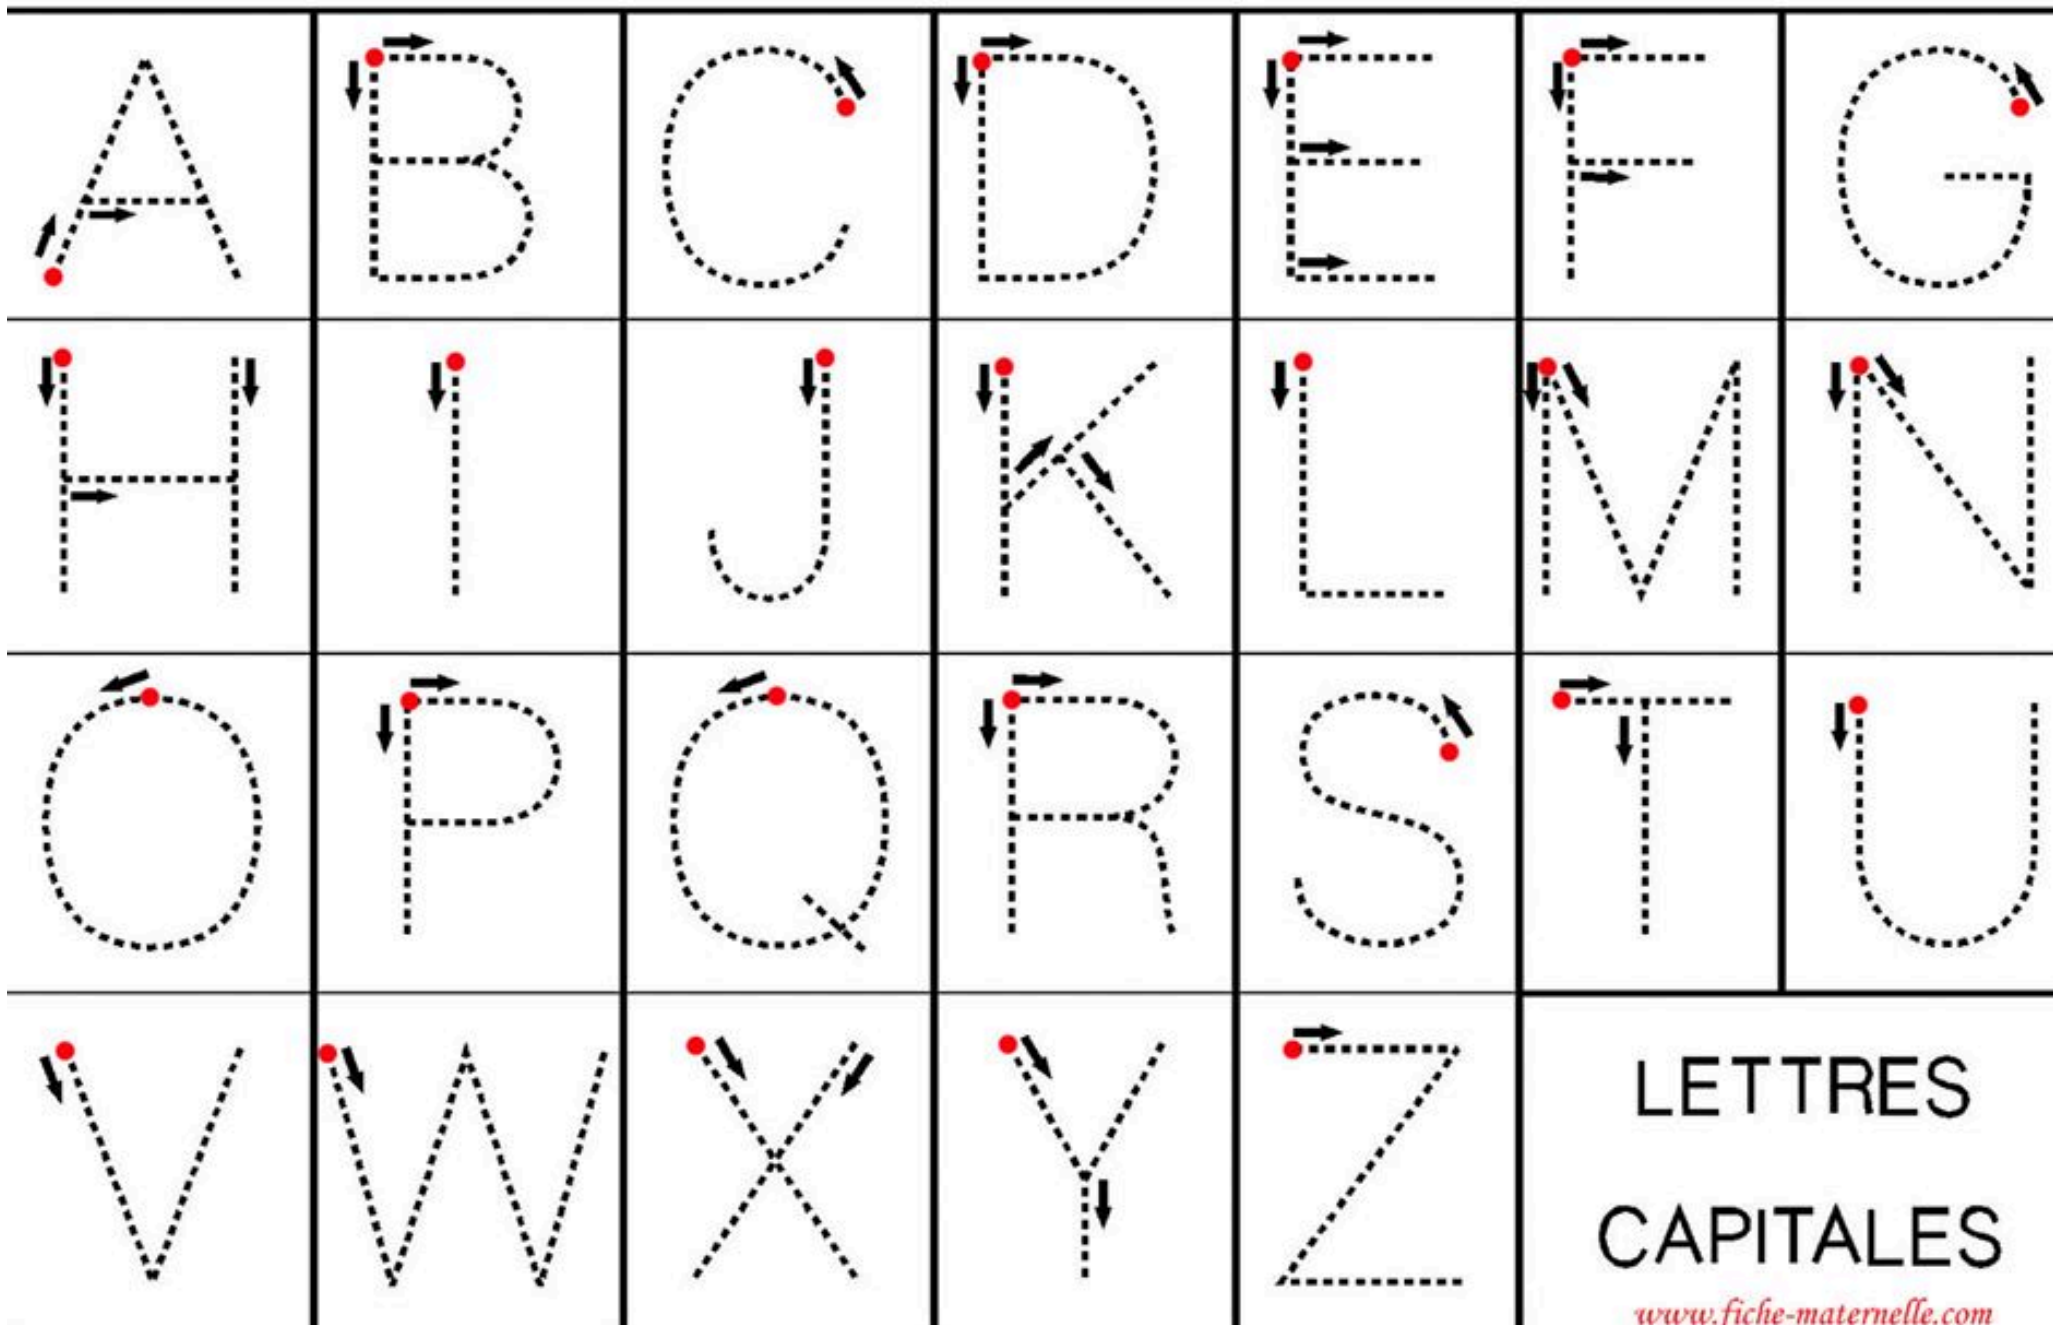 A B C D E F G
H I J K L M N
O P Q R S T U
V W X Y Z
LETTRES
CAPITALES
www.fiche-maternelle.com